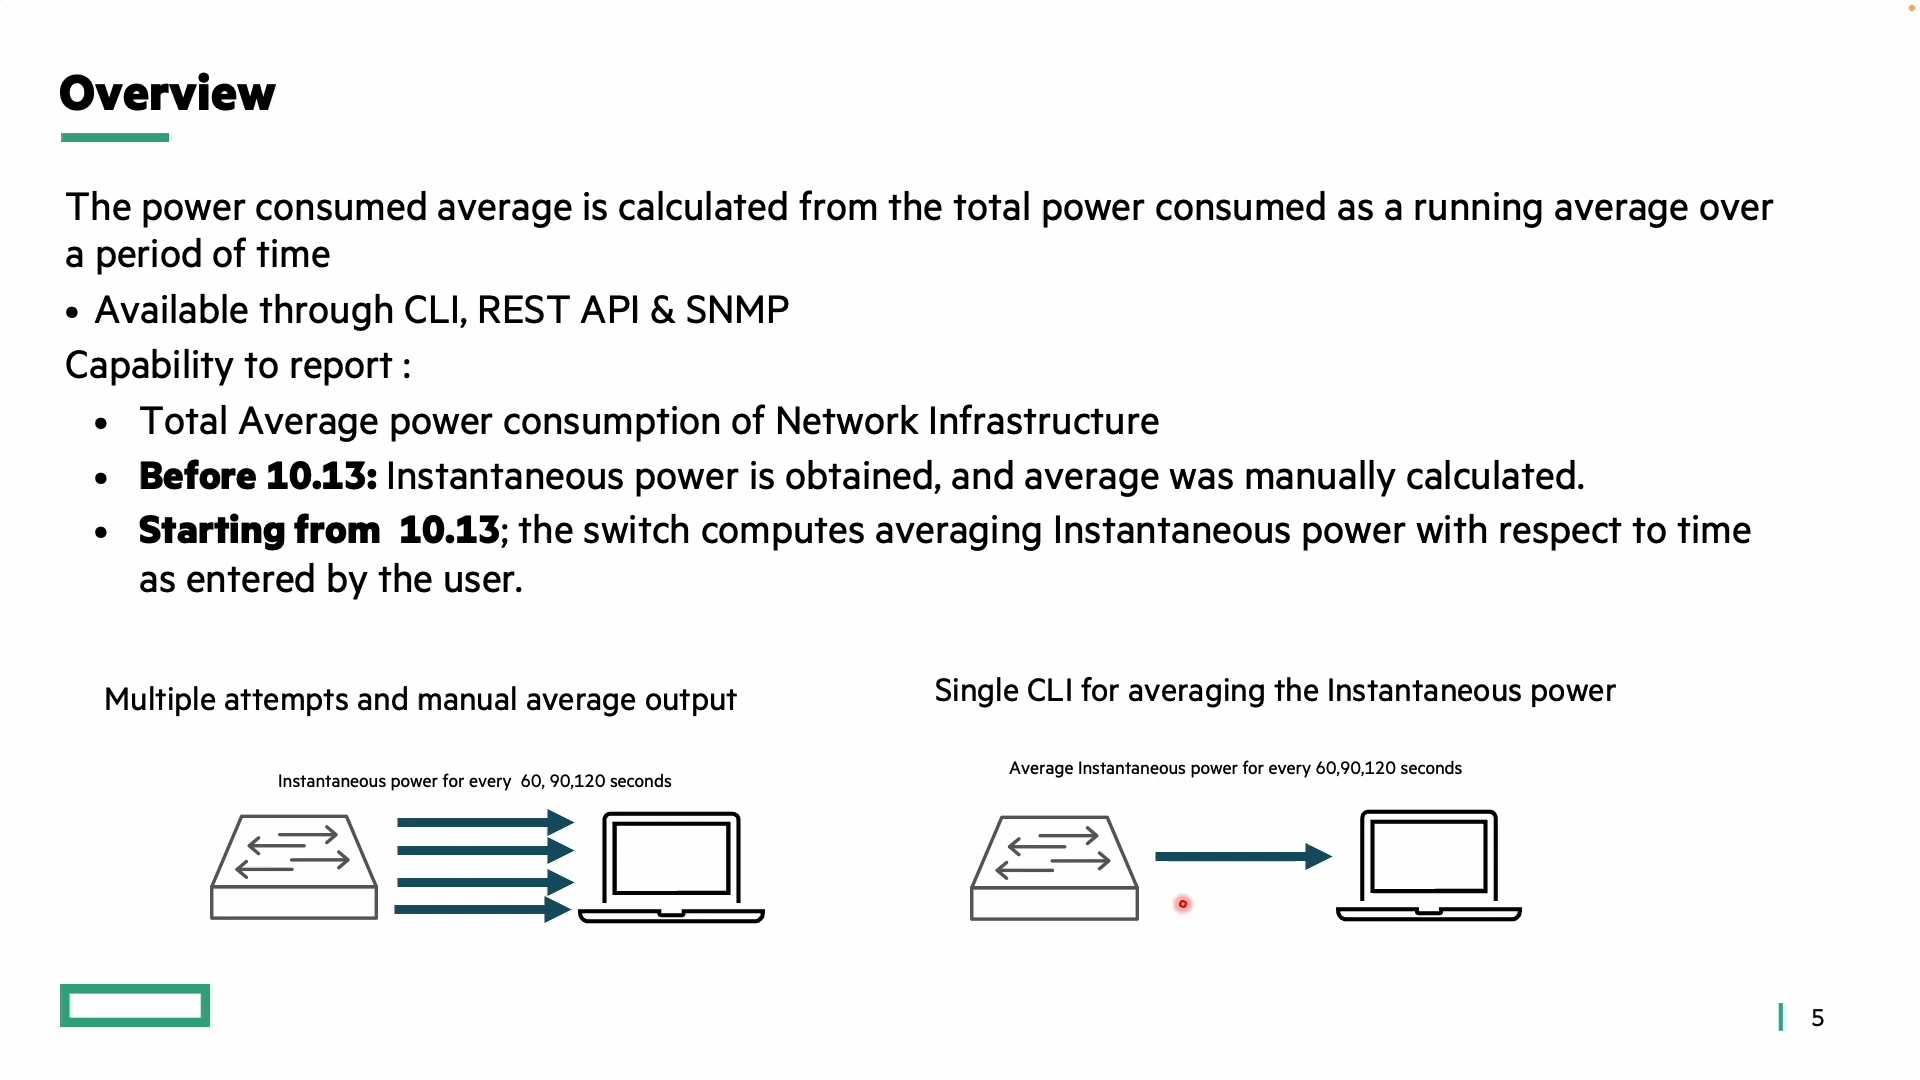 Overview
The power consumed average is calculated from the total power consumed as a running average over
a period of time
• Available through CLI, REST API & SNMP
Capability to report :
• Total Average power consumption of Network Infrastructure
• Before 10.13: Instantaneous power is obtained, and average was manually calculated.
• Starting from 10.13; the switch computes averaging Instantaneous power with respect to time
as entered by the user.
Multiple attempts and manual average output
Instantaneous power for every 60, 90,120 seconds
Single CLI for averaging the Instantaneous power
Average Instantaneous power for every 60,90,120 seconds
5